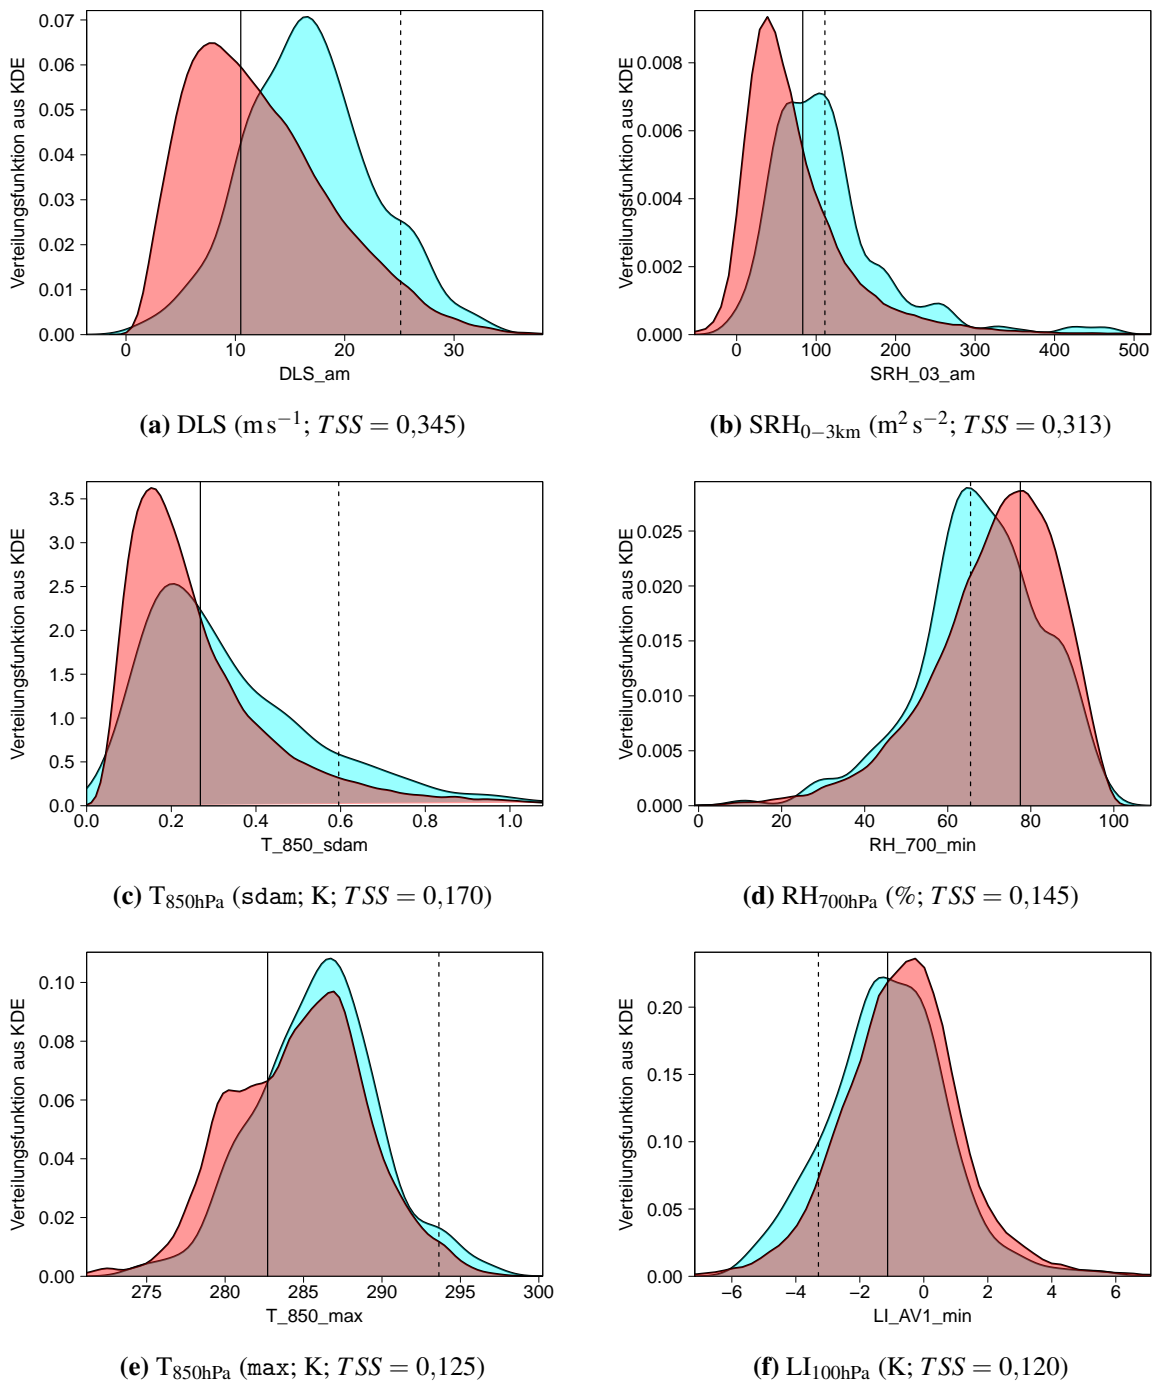 Verteilungsfunktion aus KDE
0.07
0.06
0.05
0.04
0.03
0.02
0.01
0.00
0 10 20 30
DLS_am
(a) DLS (m s⁻¹; TSS = 0,345)
Verteilungsfunktion aus KDE
0.008
0.006
0.004
0.002
0.000
0 100 200 300 400 500
SRH_03_am
(b) SRH₀₋₃ₖₘ (m² s⁻²; TSS = 0,313)
Verteilungsfunktion aus KDE
3.5
3.0
2.5
2.0
1.5
1.0
0.5
0.0
0.0 0.2 0.4 0.6 0.8 1.0
T_850_sdam
(c) T850hPa (sdam; K; TSS = 0,170)
Verteilungsfunktion aus KDE
0.025
0.020
0.015
0.010
0.005
0.000
0 20 40 60 80 100
RH_700_min
(d) RH700hPa (%; TSS = 0,145)
Verteilungsfunktion aus KDE
0.10
0.08
0.06
0.04
0.02
0.00
275 280 285 290 295 300
T_850_max
(e) T850hPa (max; K; TSS = 0,125)
Verteilungsfunktion aus KDE
0.20
0.15
0.10
0.05
0.00
−6 −4 −2 0 2 4 6
LI_AV1_min
(f) LI100hPa (K; TSS = 0,120)